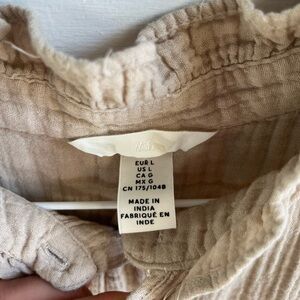 EUR L
US L
CA G
MX G
CN 175/104B
MADE IN
INDIA
FABRIQUÉ EN
INDE